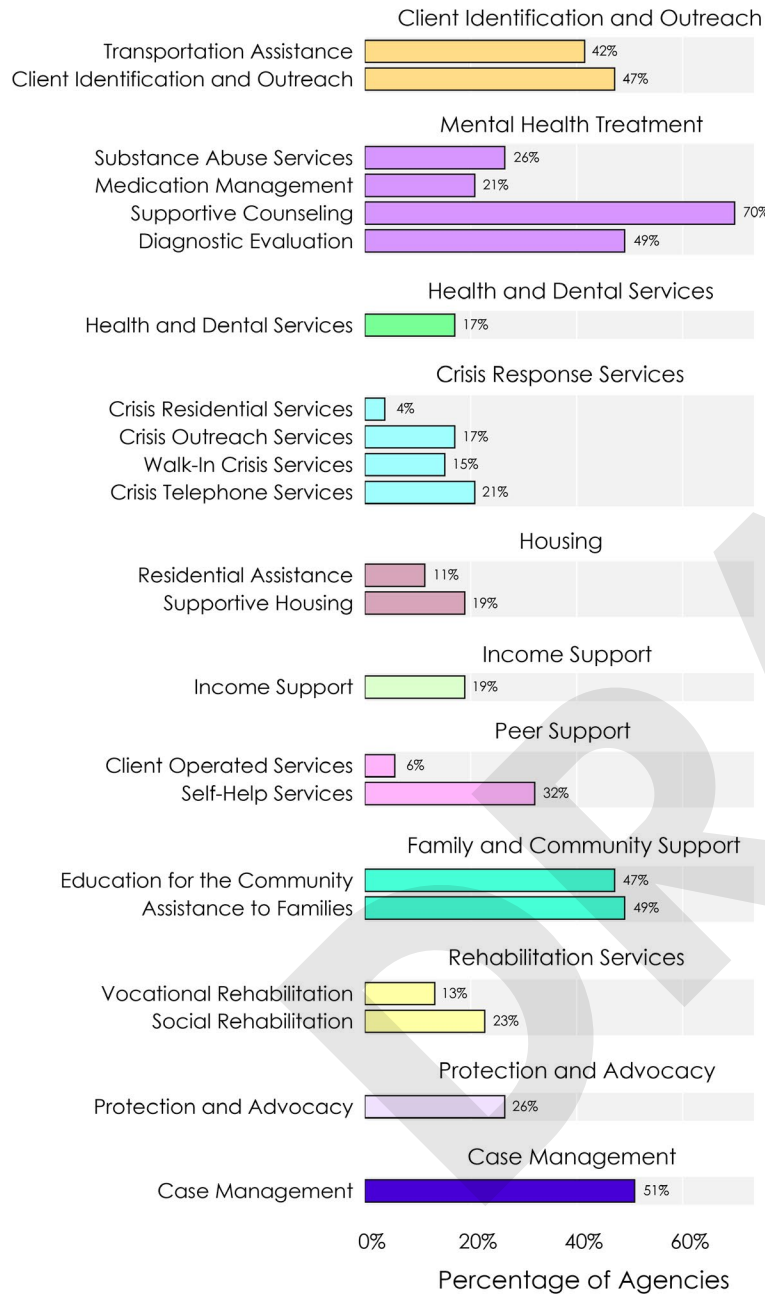 Client Identification and Outreach
Transportation Assistance 42%
Client Identification and Outreach 47%
Mental Health Treatment
Substance Abuse Services 26%
Medication Management 21%
Supportive Counseling 70%
Diagnostic Evaluation 49%
Health and Dental Services
Health and Dental Services 17%
Crisis Response Services
Crisis Residential Services 4%
Crisis Outreach Services 17%
Walk-In Crisis Services 15%
Crisis Telephone Services 21%
Housing
Residential Assistance 11%
Supportive Housing 19%
Income Support
Income Support 19%
Peer Support
Client Operated Services 6%
Self-Help Services 32%
Family and Community Support
Education for the Community 47%
Assistance to Families 49%
Rehabilitation Services
Vocational Rehabilitation 13%
Social Rehabilitation 23%
Protection and Advocacy
Protection and Advocacy 26%
Case Management
Case Management 51%
0% 20% 40% 60%
Percentage of Agencies
DRA